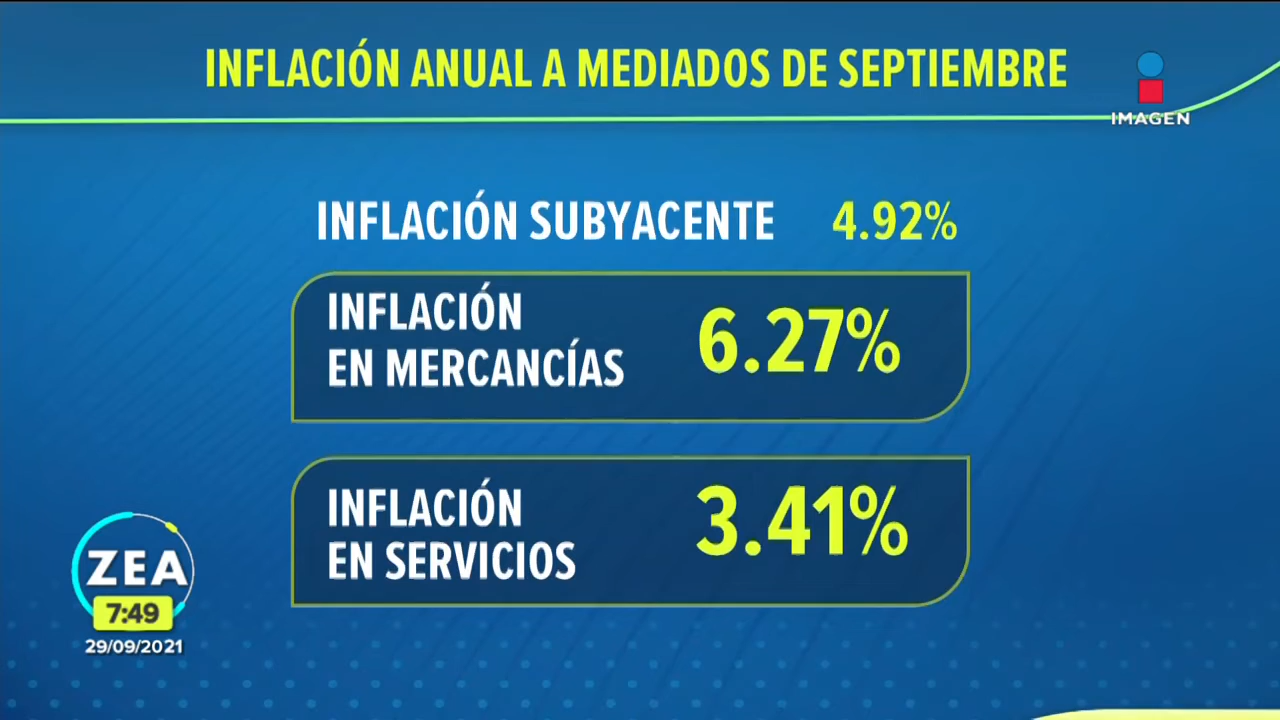 INFLACIÓN ANUAL A MEDIADOS DE SEPTIEMBRE
IMAGEN
INFLACIÓN SUBYACENTE 4.92%
INFLACIÓN
EN MERCANCÍAS
6.27%
INFLACIÓN
EN SERVICIOS
3.41%
ZEA
7:49
29/09/2021